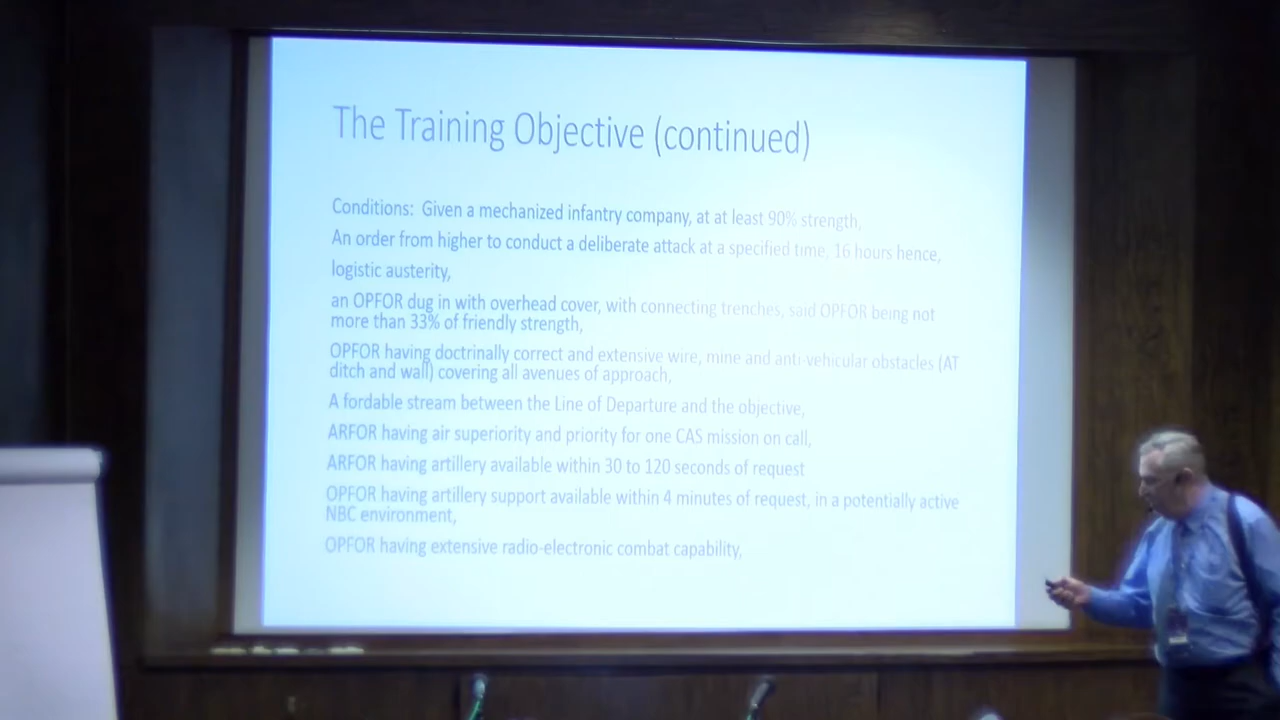 The Training Objective (continued)
Conditions: Given a mechanized infantry company, at at least 90% strength,
An order from higher to conduct a deliberate attack at a specified time, 16 hours hence,
logistic austerity,
an OPFOR dug in with overhead cover, with connecting trenches, said OPFOR being not
more than 33% of friendly strength,
OPFOR having doctrinally correct and extensive wire, mine and anti-vehicular obstacles (AT
ditch and wall) covering all avenues of approach,
A fordable stream between the Line of Departure and the objective,
ARFOR having air superiority and priority for one CAS mission on call,
ARFOR having artillery available within 30 to 120 seconds of request
OPFOR having artillery support available within 4 minutes of request, in a potentially active
NBC environment,
OPFOR having extensive radio-electronic combat capability,